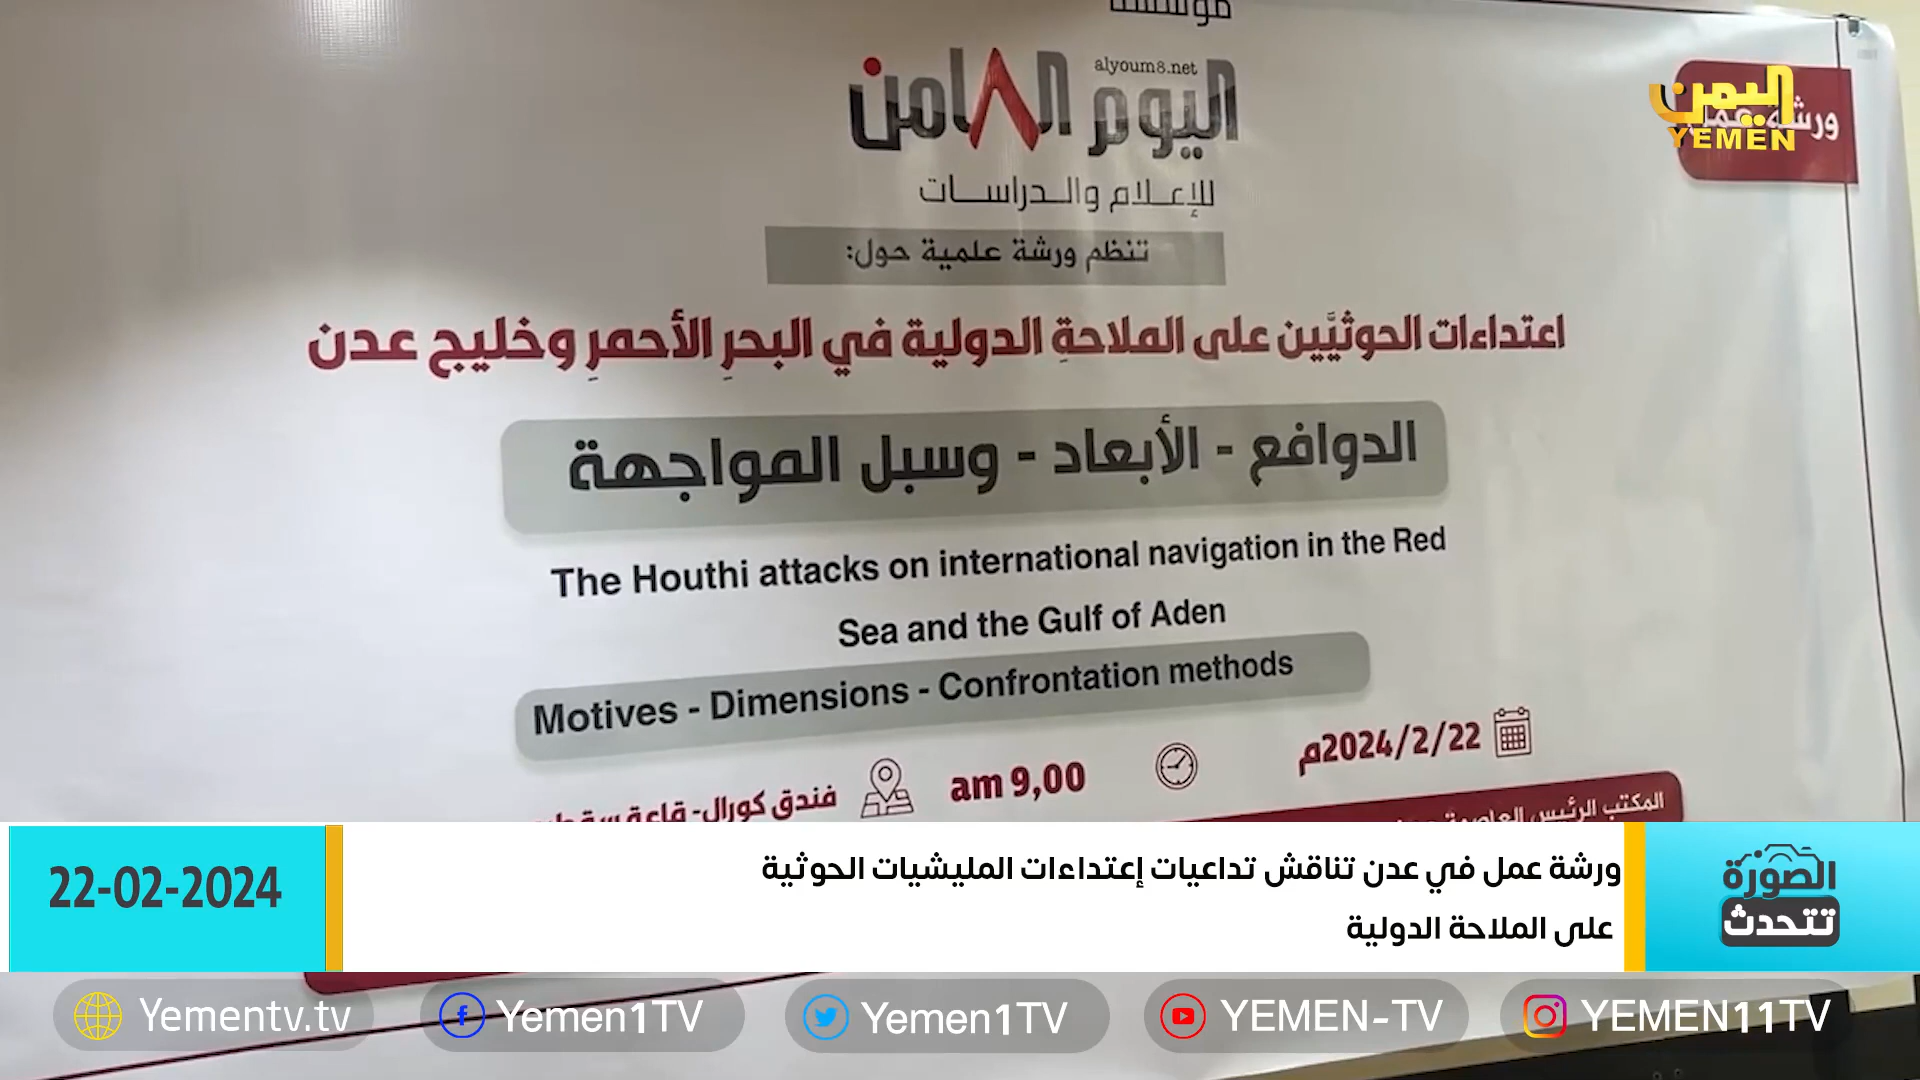 مؤسسة
alyoum8.net
اليوم الثامن
للإعلام والدراسات
ورشة عمل
اليمن
YEMEN
تنظم ورشة علمية حول:
اعتداءات الحوثيَّين على الملاحةِ الدولية في البحرِ الأحمرِ وخليج عدن
الدوافع - الأبعاد - وسبل المواجهة
The Houthi attacks on international navigation in the Red
Sea and the Gulf of Aden
Motives - Dimensions - Confrontation methods
2024/2/22م
am 9,00
فندق كورال- قاعة
المكتب الرئيس العاصمة
الصورة
تتحدث
ورشة عمل في عدن تناقش تداعيات إعتداءات المليشيات الحوثية
على الملاحة الدولية
22-02-2024
Yementv.tv
Yemen1TV
Yemen1TV
YEMEN-TV
YEMEN11TV